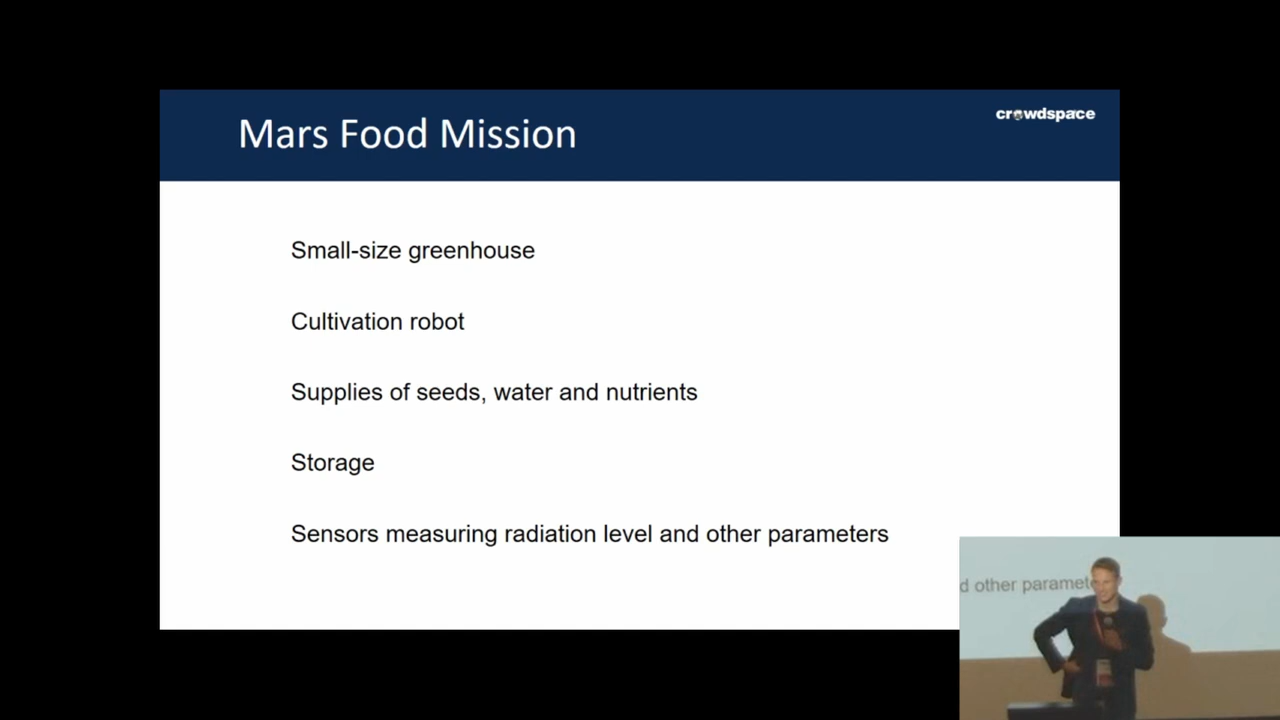 Mars Food Mission
crowdspace
Small-size greenhouse
Cultivation robot
Supplies of seeds, water and nutrients
Storage
Sensors measuring radiation level and other parameters
d other paramet